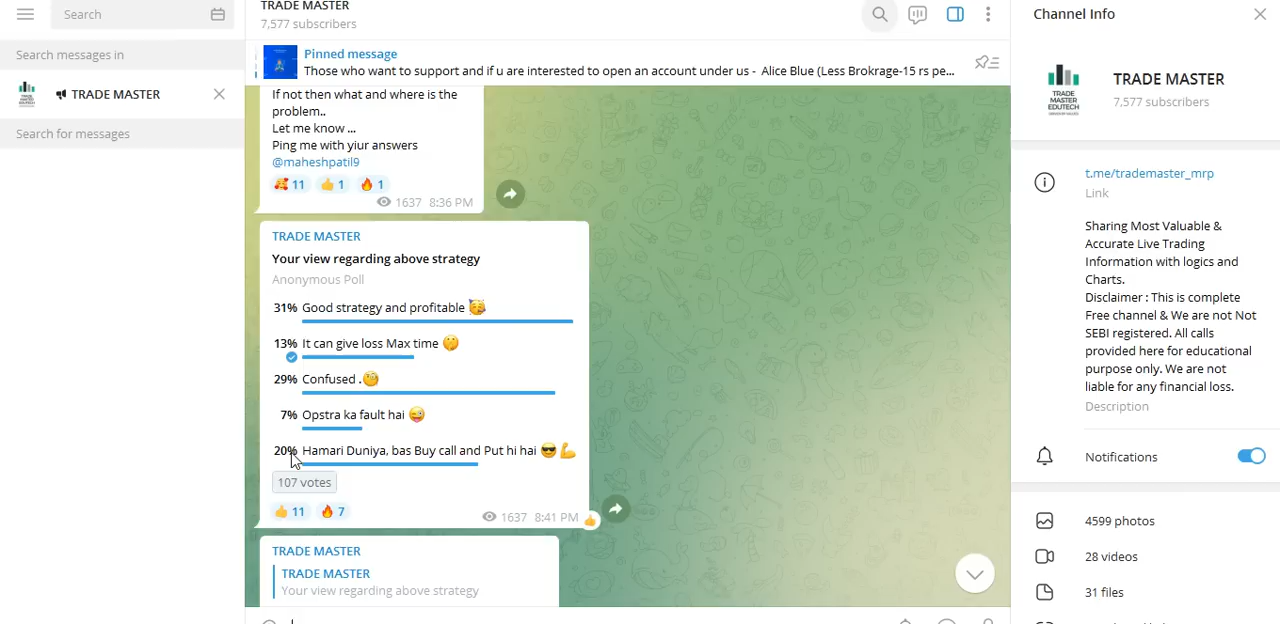 Search
Search messages in
TRADE MASTER
Search for messages
TRADE MASTER
7,577 subscribers
Pinned message
Those who want to support and if u are interested to open an account under us - Alice Blue (Less Brokrage-15 rs pe...
If not then what and where is the
problem..
Let me know ...
Ping me with yiur answers
@maheshpatil9
🥰 11 👍 1 🔥 1
1637 8:36 PM
TRADE MASTER
Your view regarding above strategy
Anonymous Poll
31% Good strategy and profitable 🥳
13% It can give loss Max time 🤫
29% Confused .🧐
7% Opstra ka fault hai 😜
20% Hamari Duniya, bas Buy call and Put hi hai 😎💪
107 votes
👍 11 🔥 7
1637 8:41 PM
TRADE MASTER
TRADE MASTER
Your view regarding above strategy
Channel Info
TRADE
MASTER
EDUTECH
TRADE MASTER
7,577 subscribers
t.me/trademaster_mrp
Link
Sharing Most Valuable &
Accurate Live Trading
Information with logics and
Charts.
Disclaimer : This is complete
Free channel & We are not Not
SEBI registered. All calls
provided here for educational
purpose only. We are not
liable for any financial loss.
Description
Notifications
4599 photos
28 videos
31 files